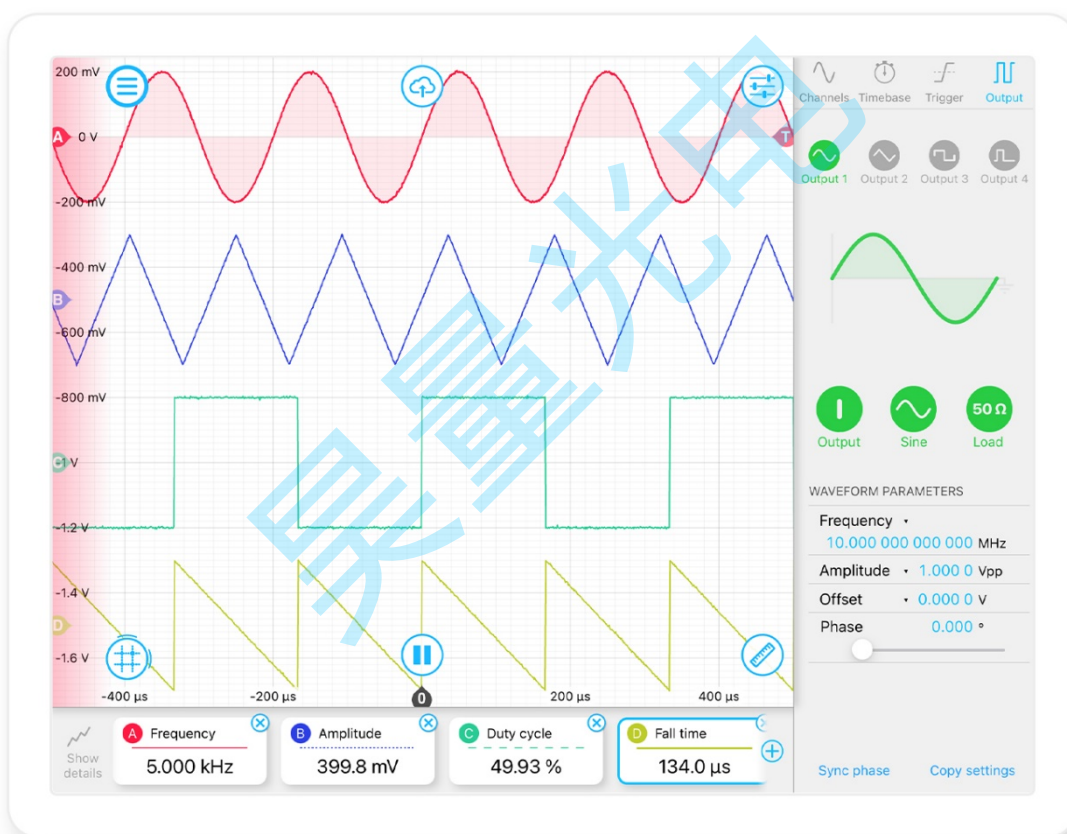 200 mV
A
0 V
-200 mV
-400 mV
B
-600 mV
-800 mV
C
-1 V
-1.2 V
-1.4 V
D
-1.6 V
-400 µs
-200 µs
0
200 µs
400 µs
T
昊量光电
Channels Timebase Trigger Output
Output 1 Output 2 Output 3 Output 4
50 Ω
Output Sine Load
WAVEFORM PARAMETERS
Frequency
10.000 000 000 000 MHz
Amplitude 1.000 0 Vpp
Offset 0.000 0 V
Phase 0.000 °
Show
details
A Frequency
5.000 kHz
B Amplitude
399.8 mV
C Duty cycle
49.93 %
D Fall time
134.0 µs
Sync phase Copy settings